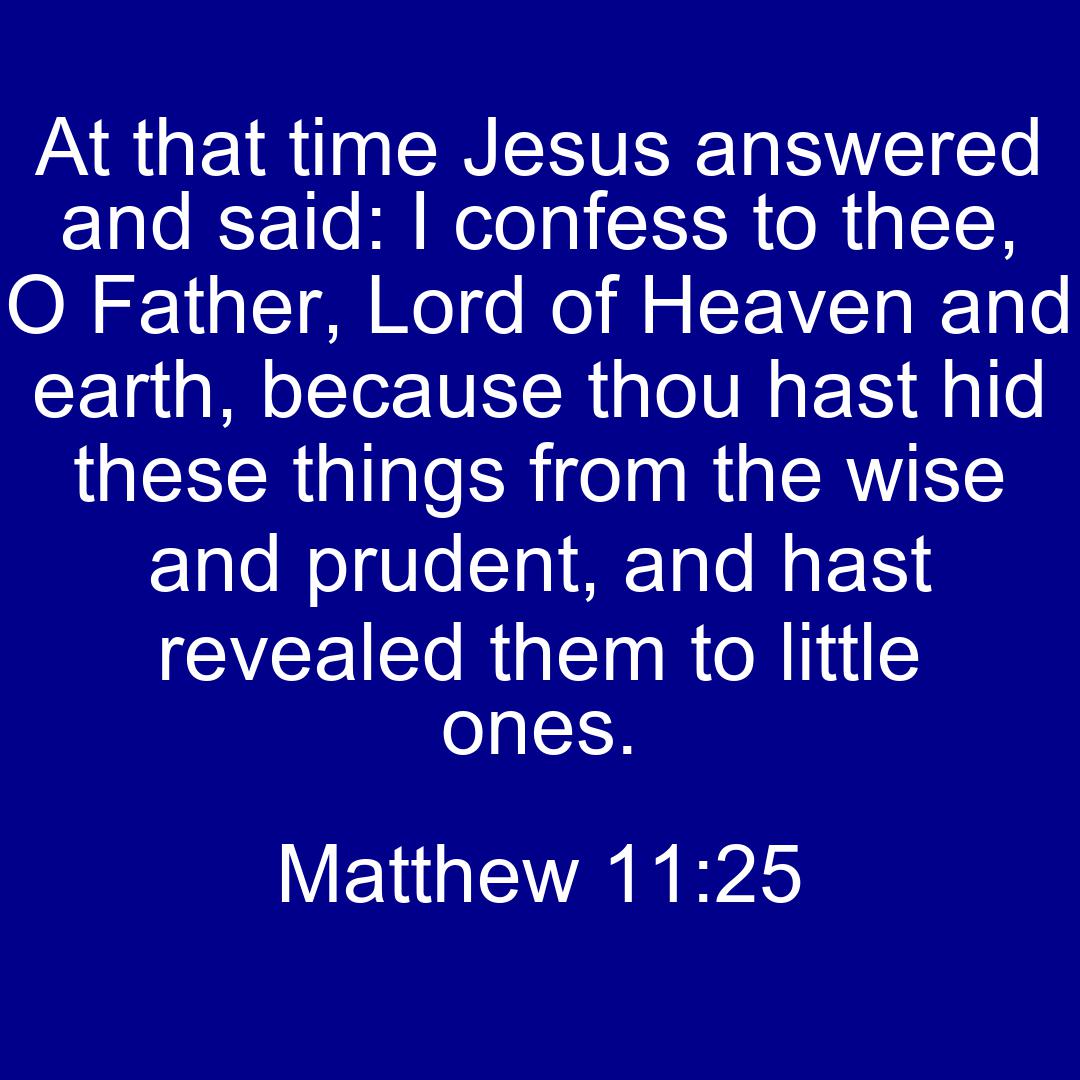 At that time Jesus answered
and said: I confess to thee,
O Father, Lord of Heaven and
earth, because thou hast hid
these things from the wise
and prudent, and hast
revealed them to little
ones.
Matthew 11:25